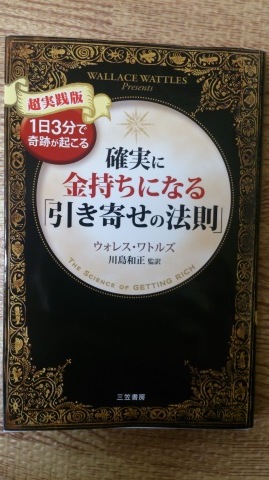 WALLACE WATTLES
Presents
超実践版
1日3分で
奇跡が起こる
確実に
金持ちになる
「引き寄せの法則」
ウォレス・ワトルズ
川島和正 監訳
THE SCIENCE OF GETTING RICH
三笠書房